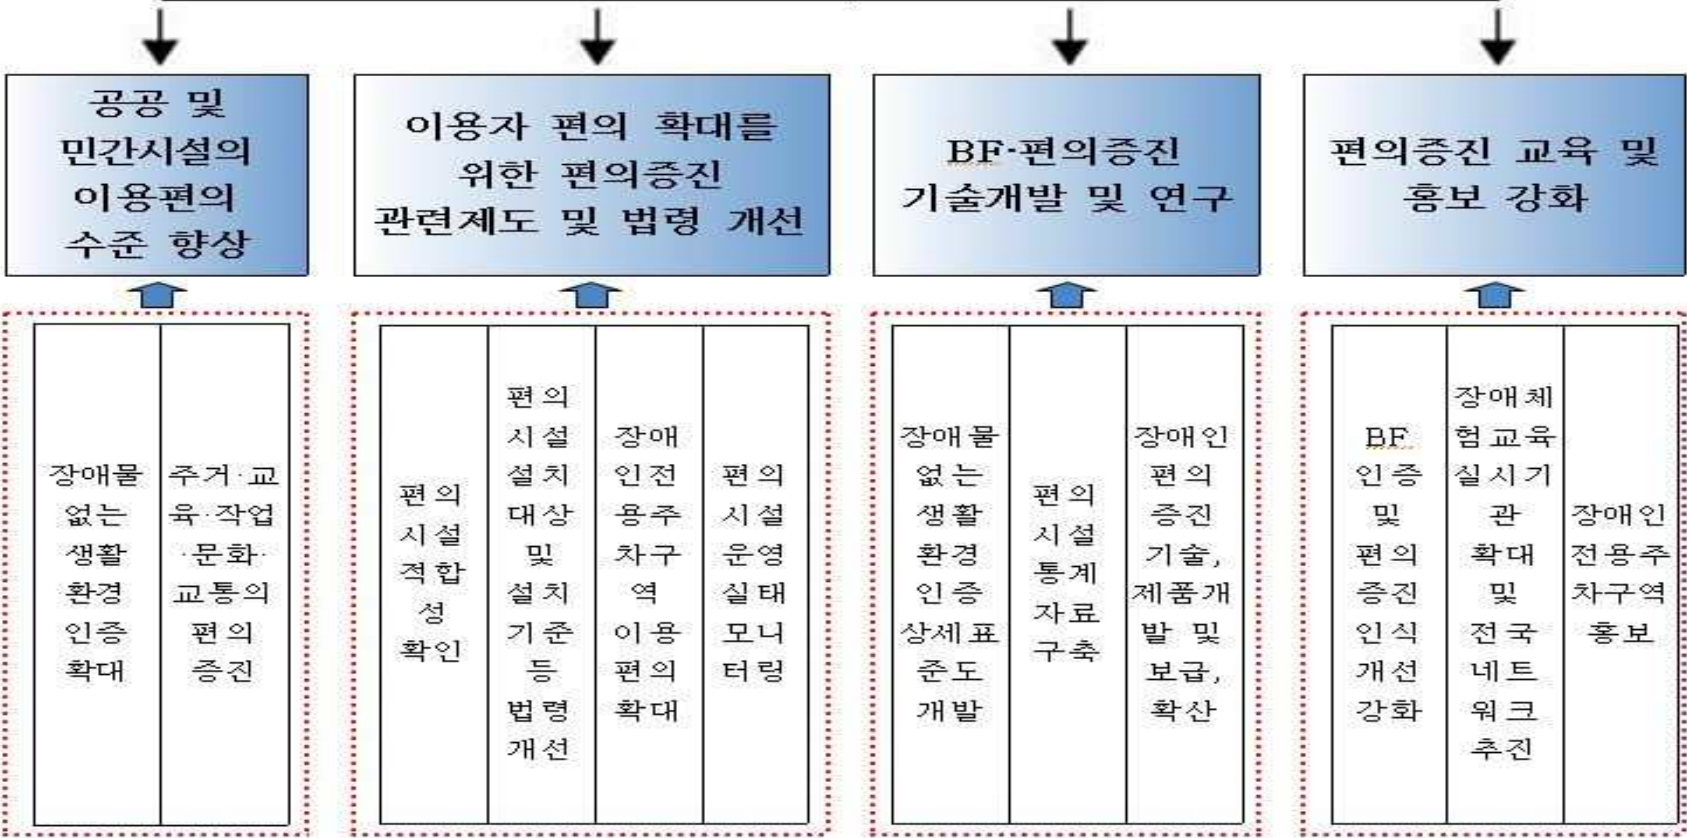 공공 및
민간시설의
이용편의
수준 향상
이용자 편의 확대를
위한 편의증진
관련제도 및 법령 개선
BF·편의증진
기술개발 및 연구
편의증진 교육 및
홍보 강화
장애물
없는
생활
환경
인증
확대
주거·교
육·작업
·문화·
교통의
편의
증진
편의
시설
적합
성
확인
편의
시설
설치
대상
및
설치
기준
등
법령
개선
장애
인전
용주
차구
역
이용
편의
확대
편의
시설
운영
실태
모니
터링
장애물
없는
생활
환경
인증
상세표
준도
개발
편의
시설
통계
자료
구축
장애인
편의
증진
기술,
제품개
발 및
보급,
확산
BF
인증
및
편의
증진
인식
개선
강화
장애체
험교육
실시기
관
확대
및
전국
네트
워크
추진
장애인
전용주
차구역
홍보